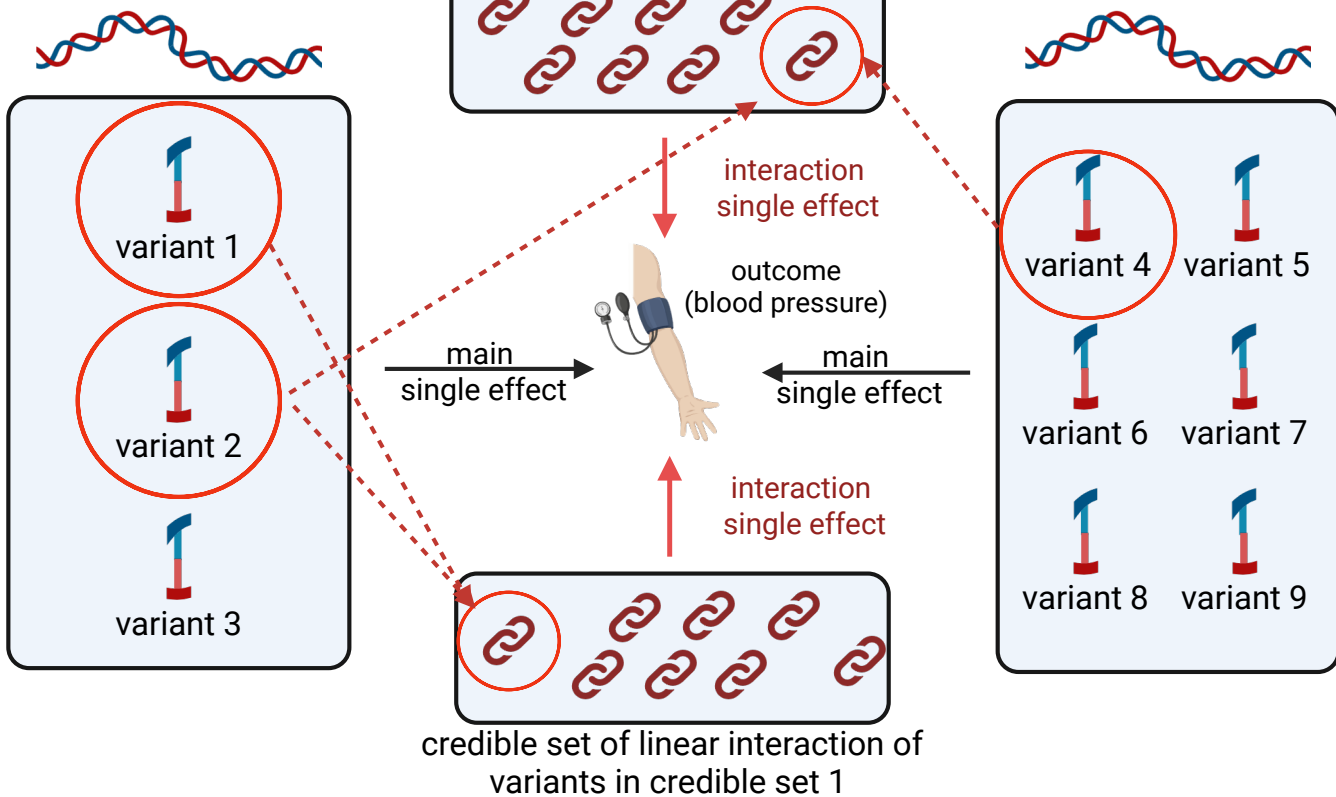 interaction
single effect
variant 1
variant 4
variant 5
outcome
(blood pressure)
main
single effect
main
single effect
variant 2
variant 6
variant 7
interaction
single effect
variant 3
variant 8
variant 9
credible set of linear interaction of
variants in credible set 1